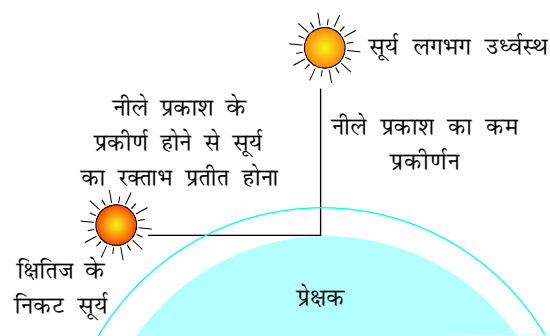 सूर्य लगभग उर्ध्वस्थ
नीले प्रकाश के
प्रकीर्ण होने से सूर्य
का रक्ताभ प्रतीत होना
नीले प्रकाश का कम
प्रकीर्णन
क्षितिज के
निकट सूर्य
प्रेक्षक